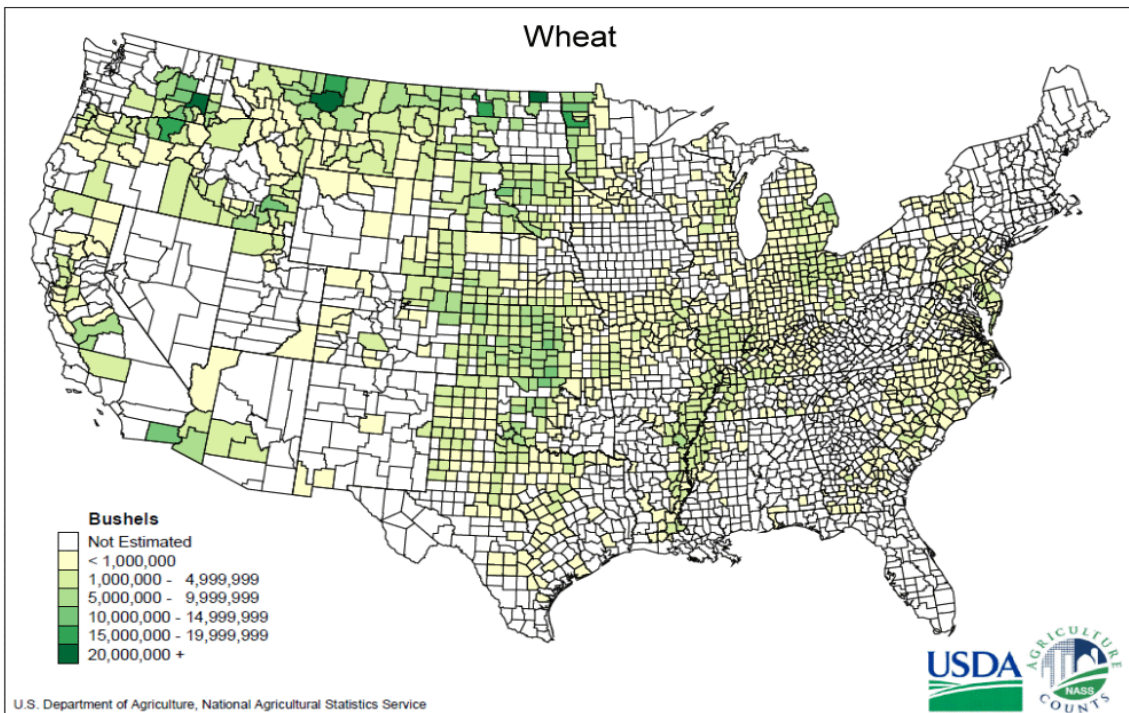 Wheat
Bushels
Not Estimated
< 1,000,000
1,000,000 - 4,999,999
5,000,000 - 9,999,999
10,000,000 - 14,999,999
15,000,000 - 19,999,999
20,000,000 +
U.S. Department of Agriculture, National Agricultural Statistics Service
USDA
AGRICULTURE
NASS
COUNTS